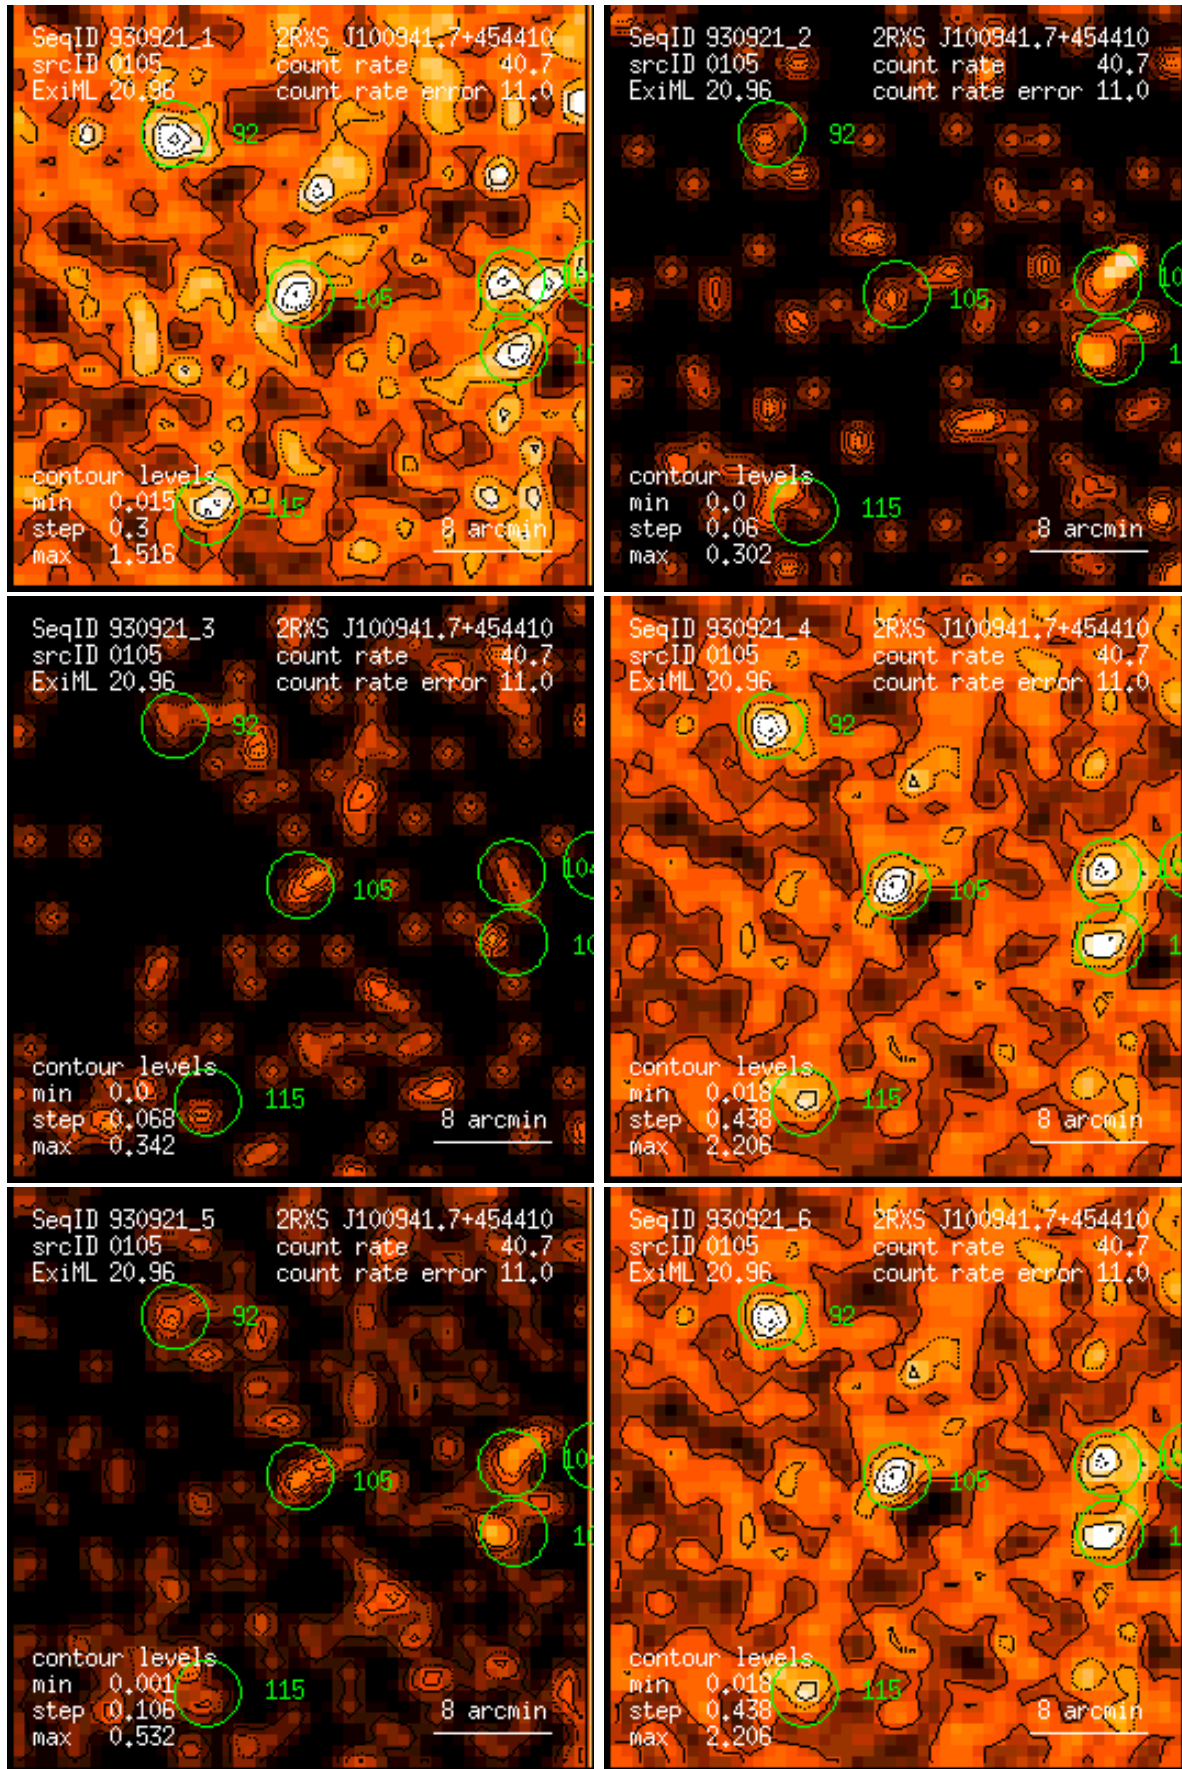 SeqID 930921_1 2RXS J100941.7+454410
srcID 0105 count rate 40.7
ExiML 20.96 count rate error 11.0
92
105
115
contour levels
min 0.015
step 0.3
max 1.516
8 arcmin
SeqID 930921_2 2RXS J100941.7+454410
srcID 0105 count rate 40.7
ExiML 20.96 count rate error 11.0
92
105
115
contour levels
min 0.0
step 0.06
max 0.302
8 arcmin
SeqID 930921_3 2RXS J100941.7+454410
srcID 0105 count rate 40.7
ExiML 20.96 count rate error 11.0
92
105
115
contour levels
min 0.0
step 0.068
max 0.342
8 arcmin
SeqID 930921_4 2RXS J100941.7+454410
srcID 0105 count rate 40.7
ExiML 20.96 count rate error 11.0
92
105
115
contour levels
min 0.018
step 0.438
max 2.206
8 arcmin
SeqID 930921_5 2RXS J100941.7+454410
srcID 0105 count rate 40.7
ExiML 20.96 count rate error 11.0
92
105
115
contour levels
min 0.001
step 0.106
max 0.532
8 arcmin
SeqID 930921_6 2RXS J100941.7+454410
srcID 0105 count rate 40.7
ExiML 20.96 count rate error 11.0
92
105
115
contour levels
min 0.018
step 0.438
max 2.206
8 arcmin